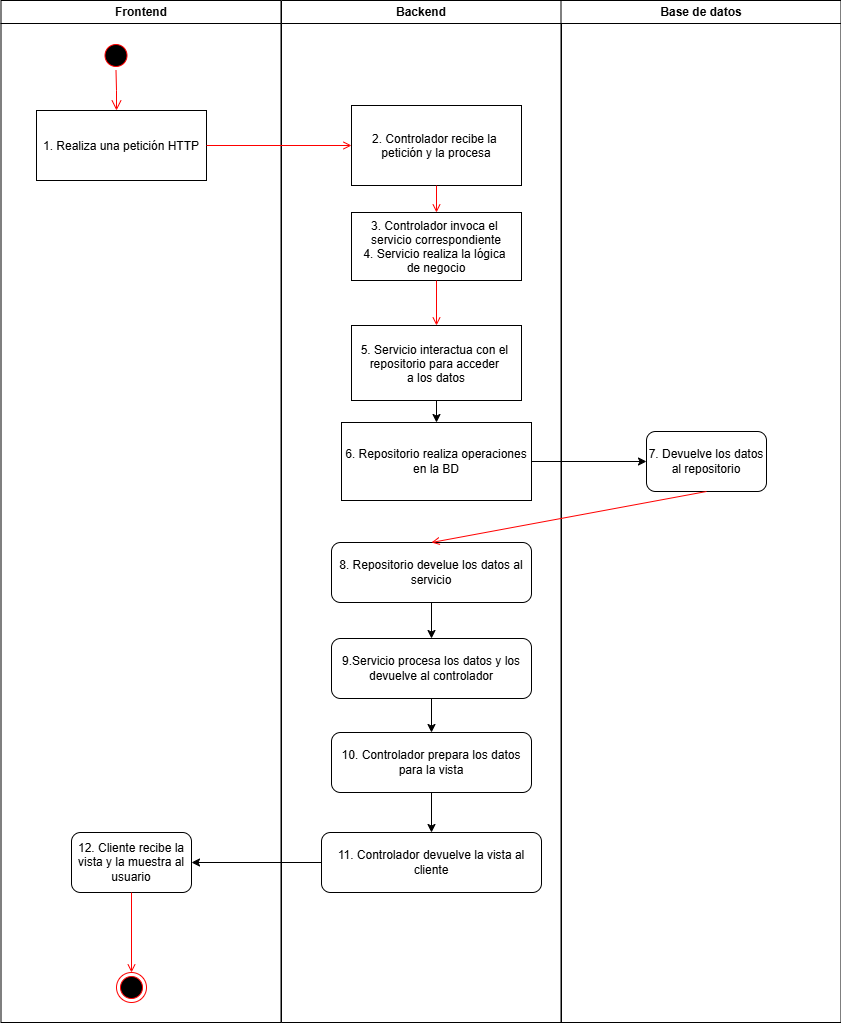 Frontend
Backend
Base de datos
1. Realiza una petición HTTP
2. Controlador recibe la
petición y la procesa
3. Controlador invoca el
servicio correspondiente
4. Servicio realiza la lógica
de negocio
5. Servicio interactua con el
repositorio para acceder
a los datos
6. Repositorio realiza operaciones
en la BD
7. Devuelve los datos
al repositorio
8. Repositorio develue los datos al
servicio
9.Servicio procesa los datos y los
devuelve al controlador
10. Controlador prepara los datos
para la vista
11. Controlador devuelve la vista al
cliente
12. Cliente recibe la
vista y la muestra al
usuario